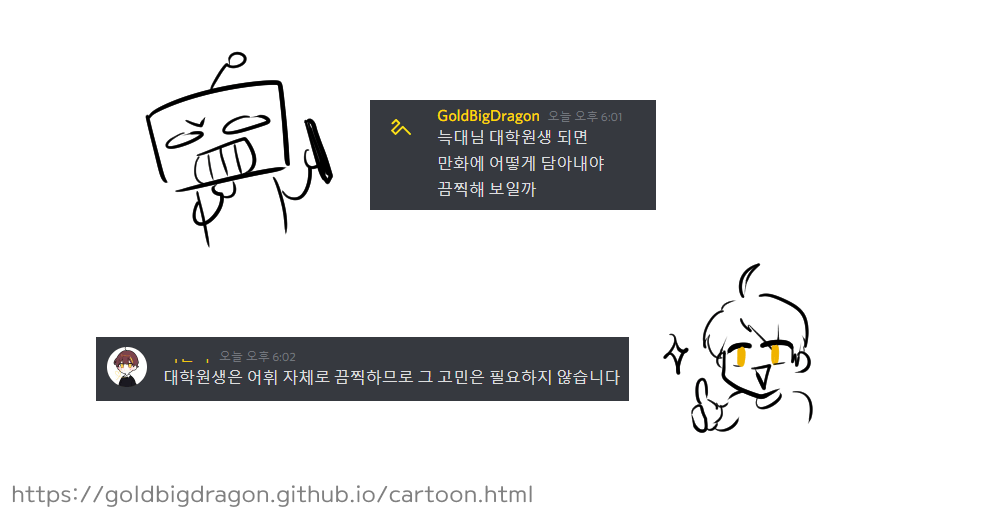 GoldBigDragon 오늘 오후 6:01
늑대님 대학원생 되면
만화에 어떻게 담아내야
끔찍해 보일까
오늘 오후 6:02
대학원생은 어휘 자체로 끔찍하므로 그 고민은 필요하지 않습니다
https://goldbigdragon.github.io/cartoon.html